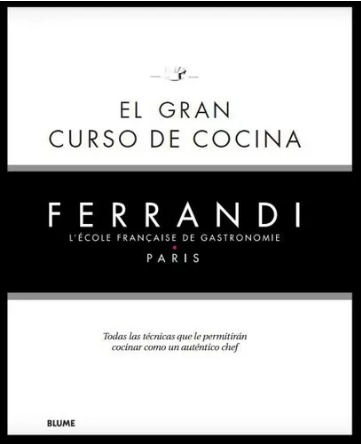 EL GRAN
CURSO DE COCINA
FERRANDI
L'ÉCOLE FRANÇAISE DE GASTRONOMIE
PARIS
Todas las técnicas que le permitirán
cocinar como un auténtico chef
BLUME